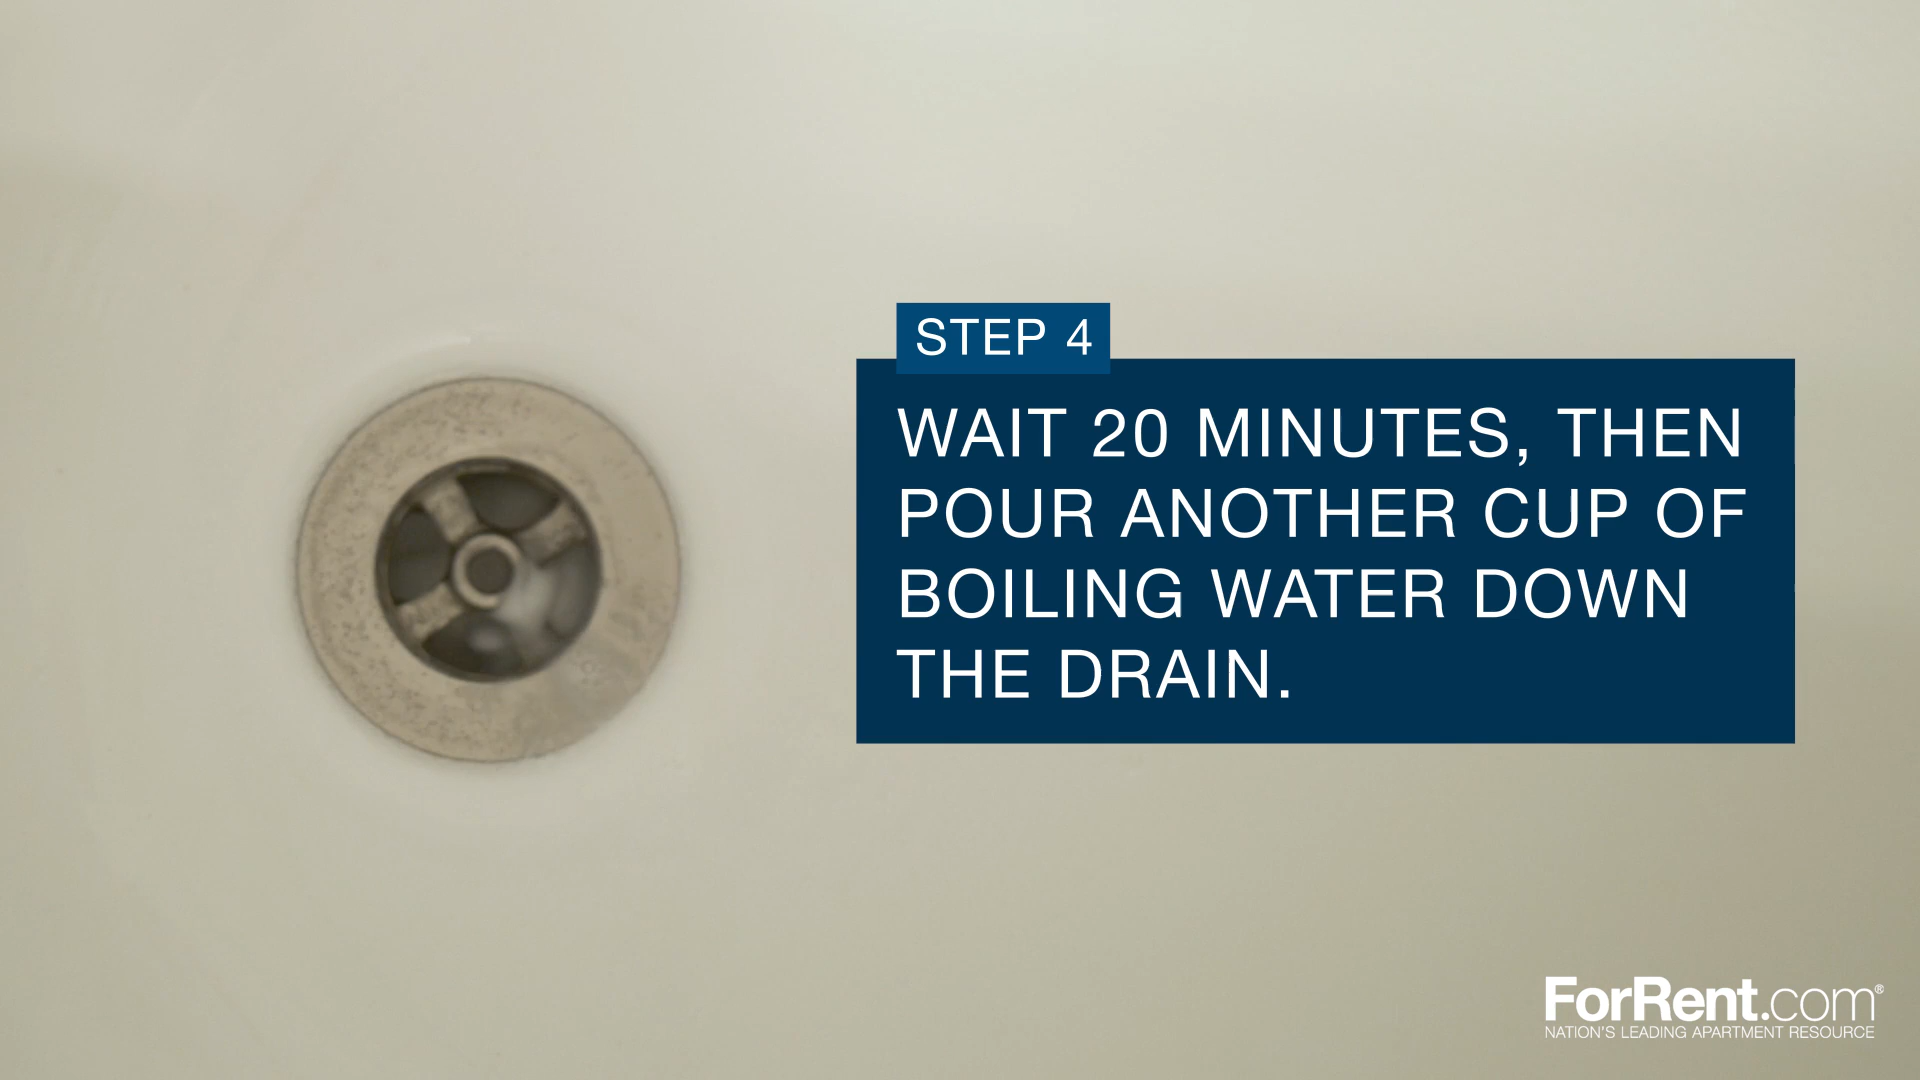 STEP 4
WAIT 20 MINUTES, THEN
POUR ANOTHER CUP OF
BOILING WATER DOWN
THE DRAIN.
ForRent.com®
NATION'S LEADING APARTMENT RESOURCE